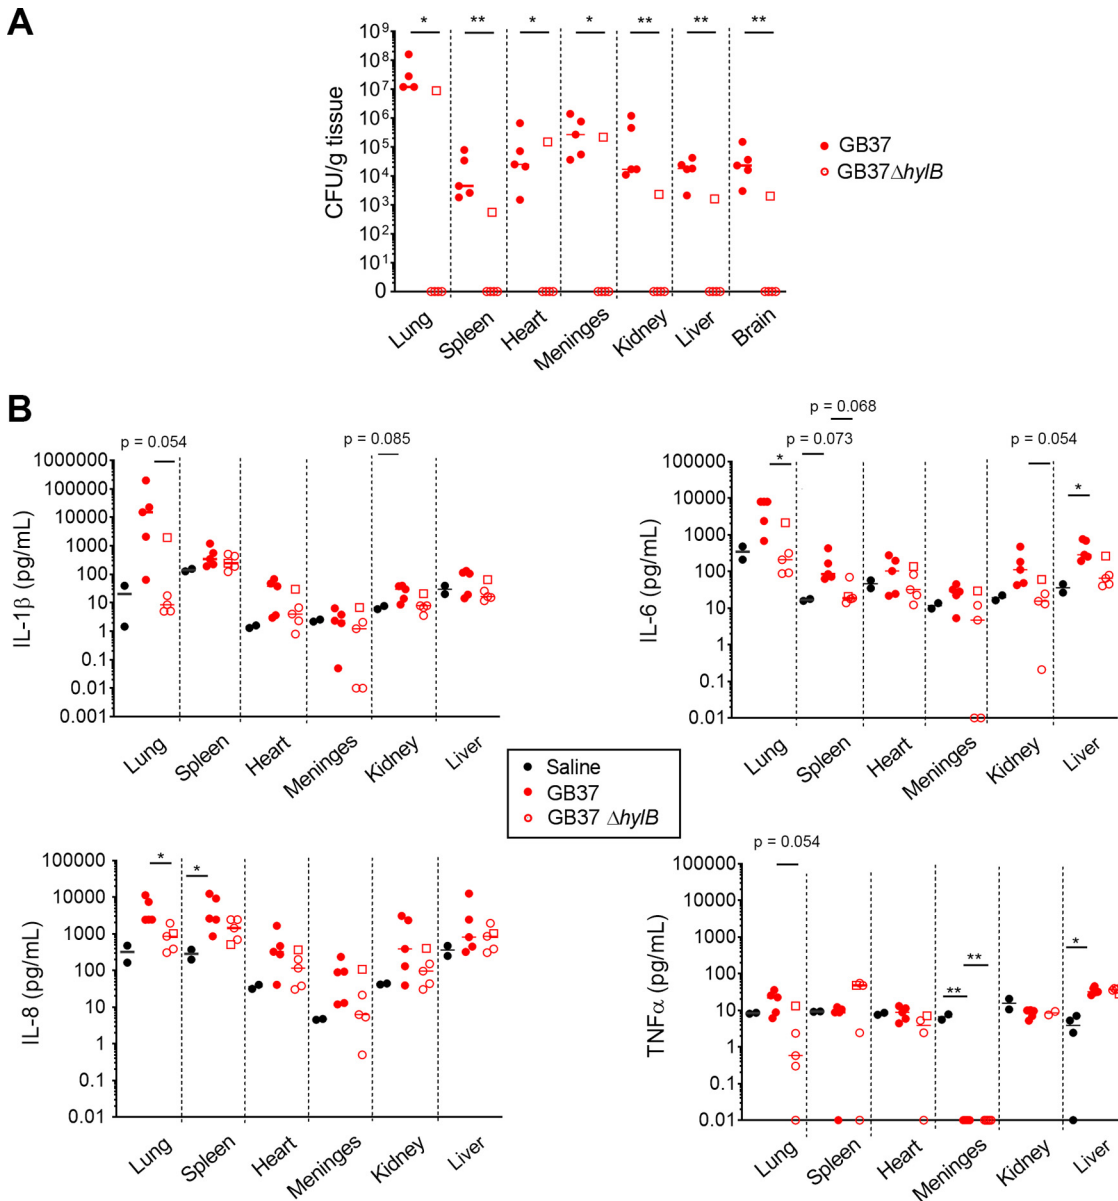 A
* ** * * ** ** **
10⁹
10⁸
10⁷
10⁶
10⁵
10⁴
10³
10²
10¹
0
CFU/g tissue
Lung Spleen Heart Meninges Kidney Liver Brain
GB37
GB37ΔhylB
B
p = 0.054
p = 0.085
1000000
100000
10000
1000
100
10
1
0.1
0.01
0.001
IL-1β (pg/mL)
Lung Spleen Heart Meninges Kidney Liver
p = 0.068
p = 0.073
p = 0.054
* *
100000
10000
1000
100
10
1
0.1
0.01
IL-6 (pg/mL)
Lung Spleen Heart Meninges Kidney Liver
Saline
GB37
GB37 ΔhylB
* *
100000
10000
1000
100
10
1
0.1
0.01
IL-8 (pg/mL)
Lung Spleen Heart Meninges Kidney Liver
p = 0.054
** ** *
100000
10000
1000
100
10
1
0.1
0.01
TNFα (pg/mL)
Lung Spleen Heart Meninges Kidney Liver